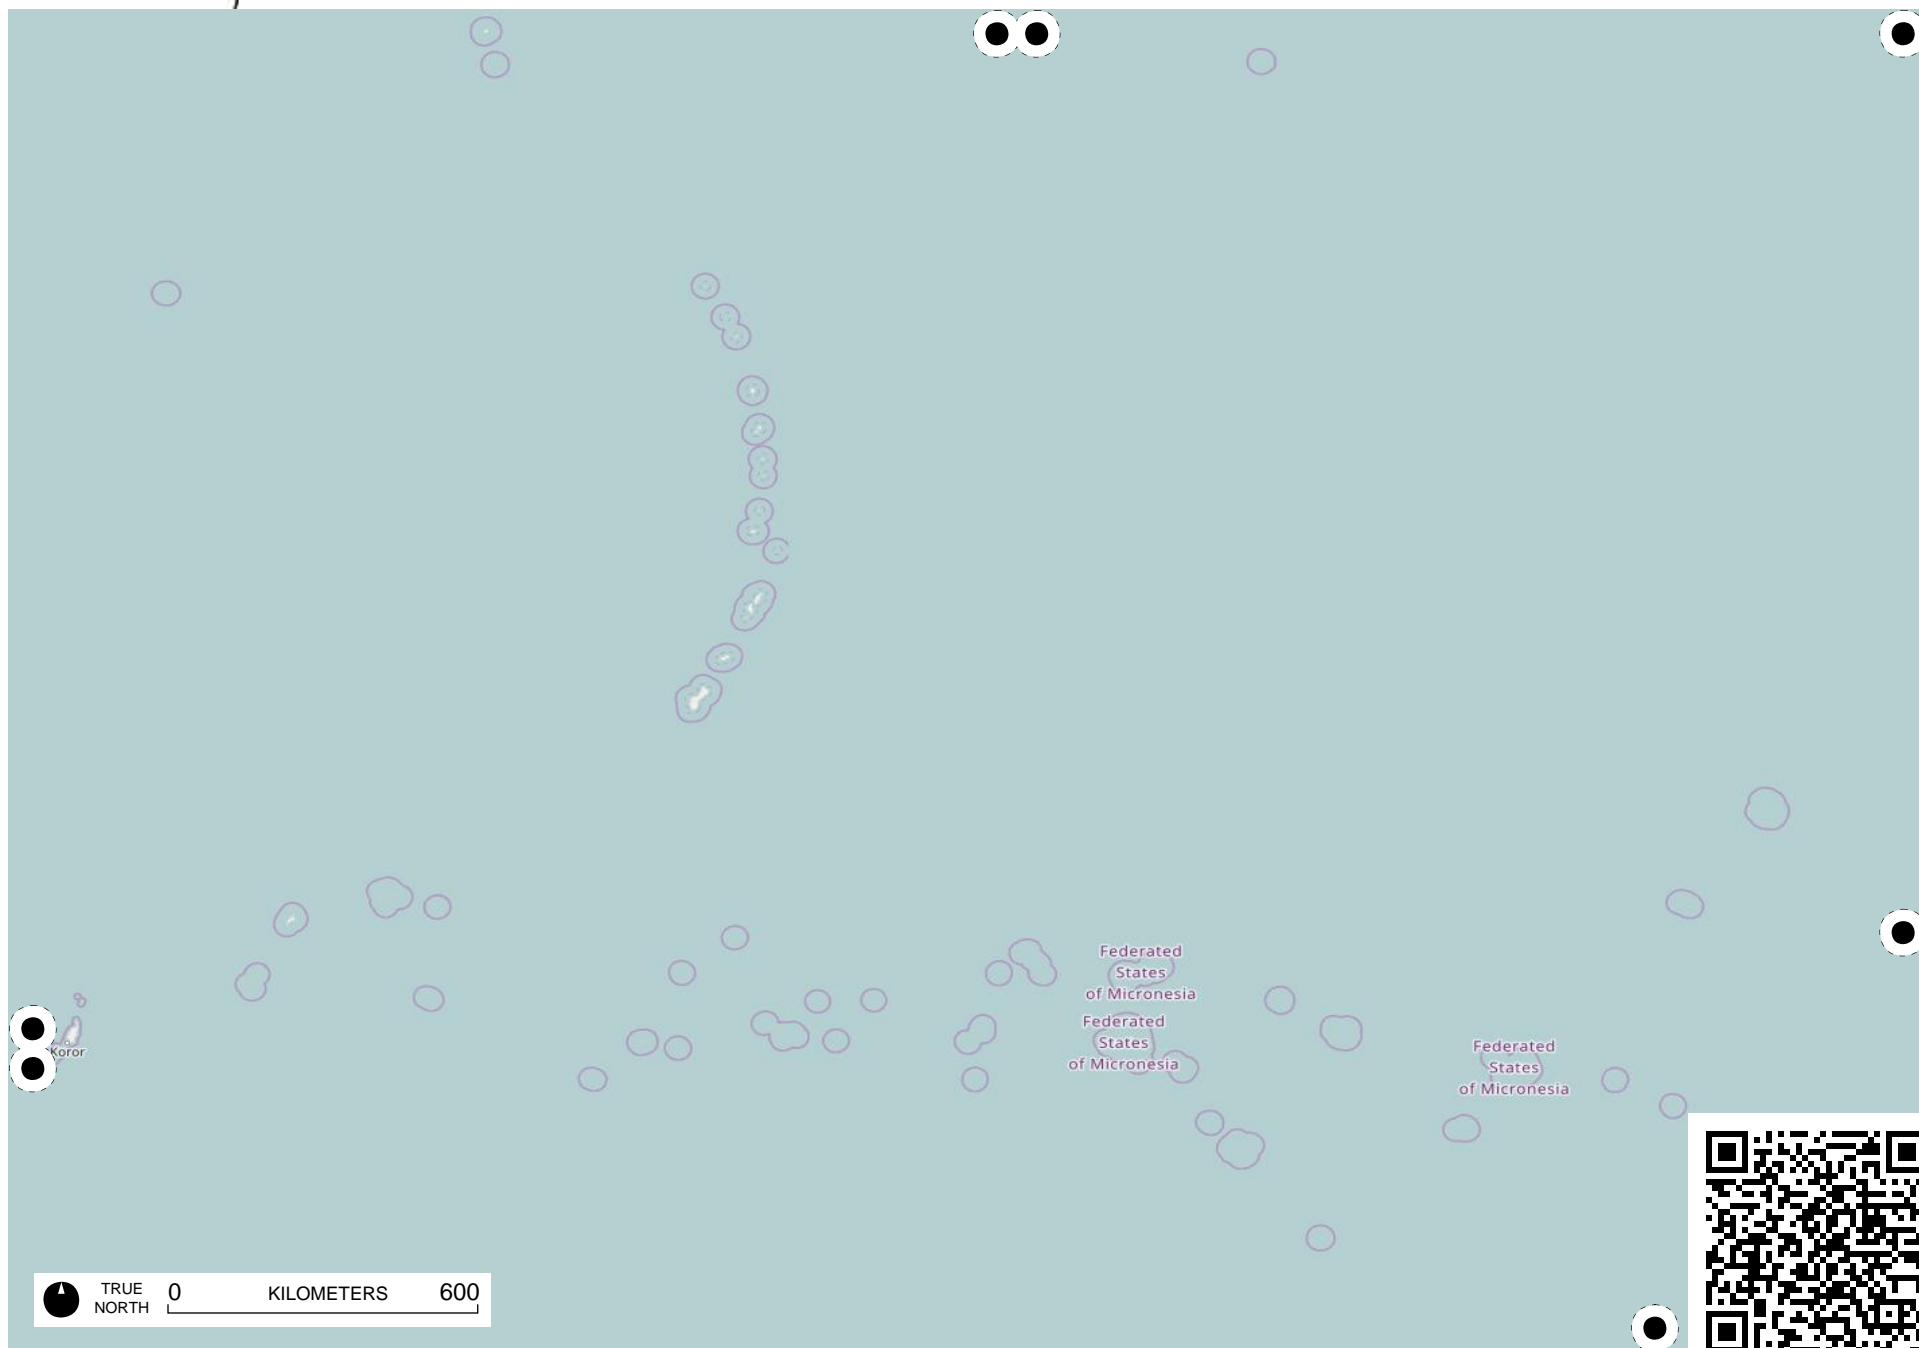 Federated
States
of Micronesia
Federated
States
of Micronesia
Koror
Federated
States
of Micronesia
TRUE
NORTH
0 KILOMETERS 600